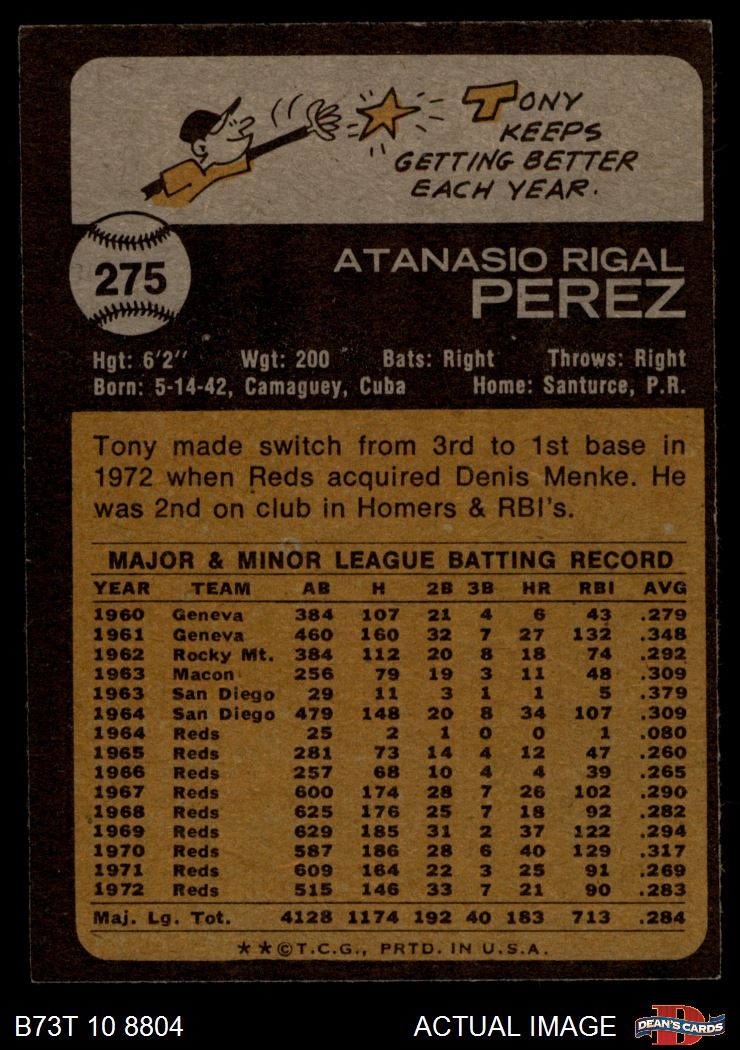 TONY
KEEPS
GETTING BETTER
EACH YEAR.
275
ATANASIO RIGAL
PEREZ
Hgt: 6'2" Wgt: 200 Bats: Right Throws: Right
Born: 5-14-42, Camaguey, Cuba Home: Santurce, P.R.
Tony made switch from 3rd to 1st base in
1972 when Reds acquired Denis Menke. He
was 2nd on club in Homers & RBI's.
MAJOR & MINOR LEAGUE BATTING RECORD
YEAR TEAM AB H 2B 3B HR RBI AVG
1960 Geneva 384 107 21 4 6 43 .279
1961 Geneva 460 160 32 7 27 132 .348
1962 Rocky Mt. 384 112 20 8 18 74 .292
1963 Macon 256 79 19 3 11 48 .309
1963 San Diego 29 11 3 1 1 5 .379
1964 San Diego 479 148 20 8 34 107 .309
1964 Reds 25 2 1 0 0 1 .080
1965 Reds 281 73 14 4 12 47 .260
1966 Reds 257 68 10 4 4 39 .265
1967 Reds 600 174 28 7 26 102 .290
1968 Reds 625 176 25 7 18 92 .282
1969 Reds 629 185 31 2 37 122 .294
1970 Reds 587 186 28 6 40 129 .317
1971 Reds 609 164 22 3 25 91 .269
1972 Reds 515 146 33 7 21 90 .283
Maj. Lg. Tot. 4128 1174 192 40 183 713 .284
★★©T.C.G., PRTD. IN U.S.A.
B73T 10 8804 ACTUAL IMAGE D DEAN'S CARDS